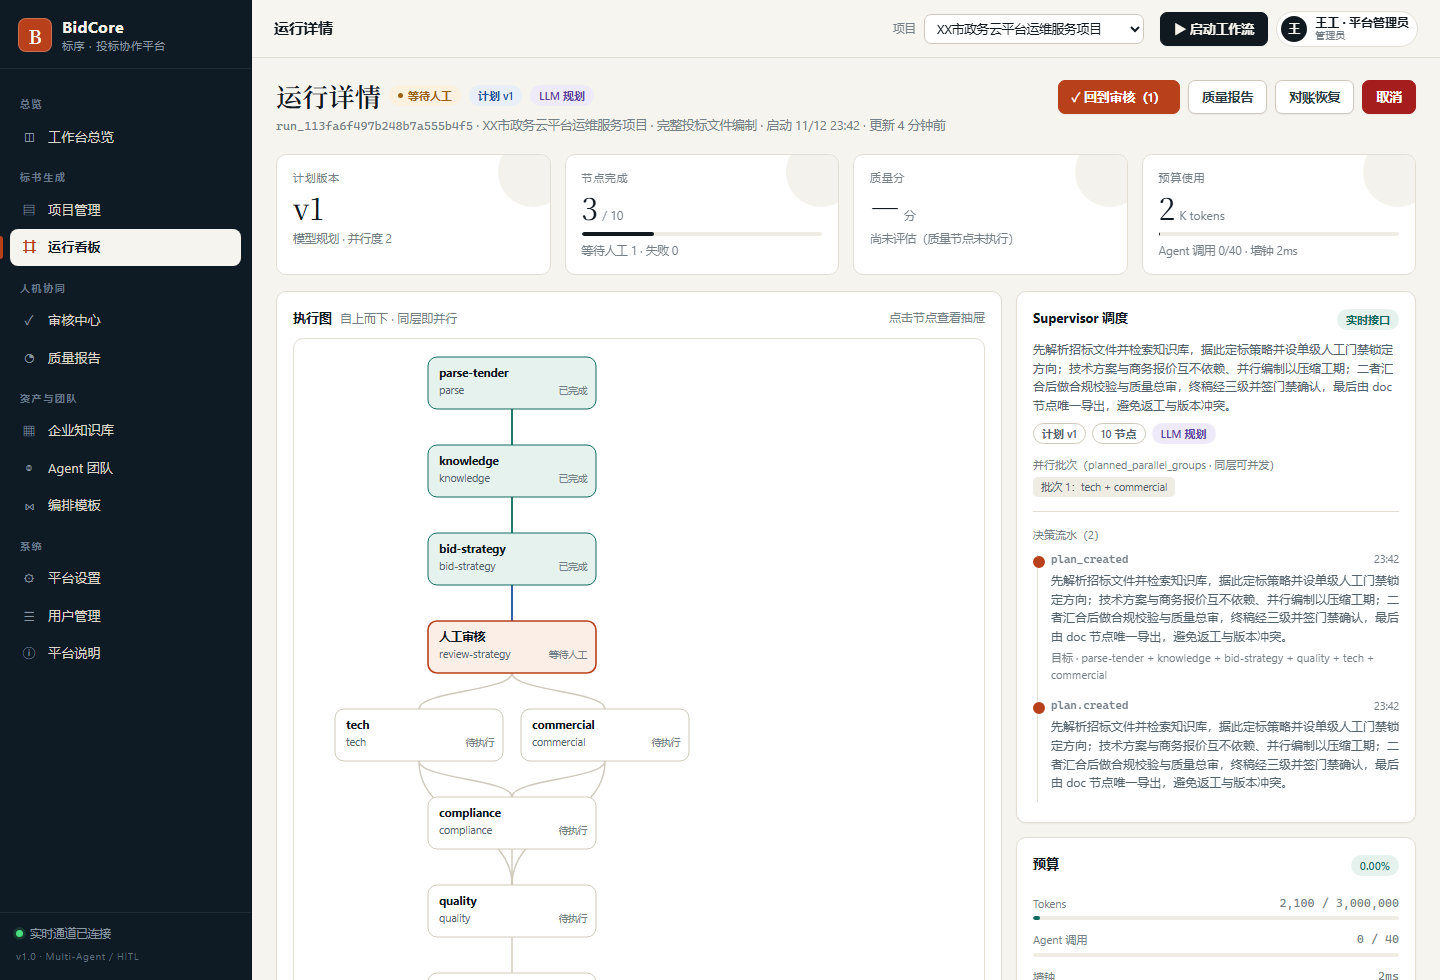 B
BidCore
标序 · 投标协作平台
总览
工作台总览
标书生成
项目管理
运行看板
人机协同
审核中心
质量报告
资产与团队
企业知识库
Agent 团队
编排模板
系统
平台设置
用户管理
平台说明
实时通道已连接
v1.0 · Multi-Agent / HITL
运行详情
项目
XX市政务云平台运维服务项目
▶ 启动工作流
王
王工 · 平台管理员
管理员
运行详情
等待人工
计划 v1
LLM 规划
run_113fa6f497b248b7a555b4f5 · XX市政务云平台运维服务项目 · 完整投标文件编制 · 启动 11/12 23:42 · 更新 4 分钟前
✓ 回到审核（1）
质量报告
对账恢复
取消
计划版本
v1
模型规划 · 并行度 2
节点完成
3 / 10
等待人工 1 · 失败 0
质量分
— 分
尚未评估（质量节点未执行）
预算使用
2 K tokens
Agent 调用 0/40 · 墙钟 2ms
执行图 自上而下 · 同层即并行
点击节点查看抽屉
parse-tender
parse 已完成
knowledge
knowledge 已完成
bid-strategy
bid-strategy 已完成
人工审核
review-strategy 等待人工
tech
tech 待执行
commercial
commercial 待执行
compliance
compliance 待执行
quality
quality 待执行
Supervisor 调度
实时接口
先解析招标文件并检索知识库，据此定标策略并设单级人工门禁锁定
方向；技术方案与商务报价互不依赖、并行编制以压缩工期；二者汇
合后做合规校验与质量总审，终稿经三级并签门禁确认，最后由 doc
节点唯一导出，避免返工与版本冲突。
计划 v1
10 节点
LLM 规划
并行批次（planned_parallel_groups · 同层可并发）
批次 1：tech + commercial
决策流水（2）
plan_created 23:42
先解析招标文件并检索知识库，据此定标策略并设单级人工门禁锁
定方向；技术方案与商务报价互不依赖、并行编制以压缩工期；二
者汇合后做合规校验与质量总审，终稿经三级并签门禁确认，最后
由 doc 节点唯一导出，避免返工与版本冲突。
目标 · parse-tender + knowledge + bid-strategy + quality + tech +
commercial
plan.created 23:42
先解析招标文件并检索知识库，据此定标策略并设单级人工门禁锁
定方向；技术方案与商务报价互不依赖、并行编制以压缩工期；二
者汇合后做合规校验与质量总审，终稿经三级并签门禁确认，最后
由 doc 节点唯一导出，避免返工与版本冲突。
预算
0.00%
Tokens 2,100 / 3,000,000
Agent 调用 0 / 40
墙钟 2ms